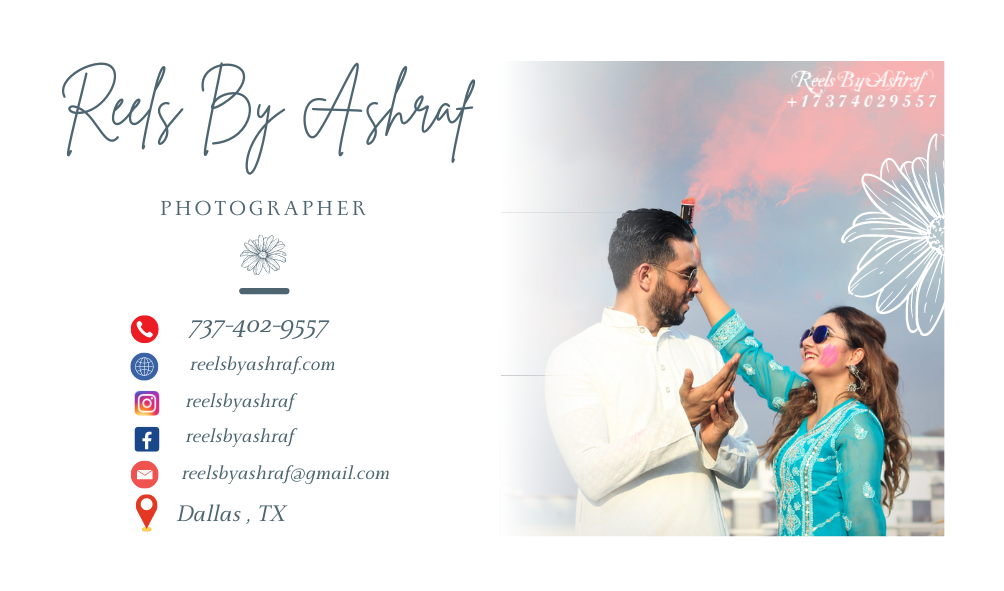 Reels By Ashraf
PHOTOGRAPHER
737-402-9557
reelsbyashraf.com
reelsbyashraf
reelsbyashraf
reelsbyashraf@gmail.com
Dallas , TX
Reels By Ashraf
+17374029557